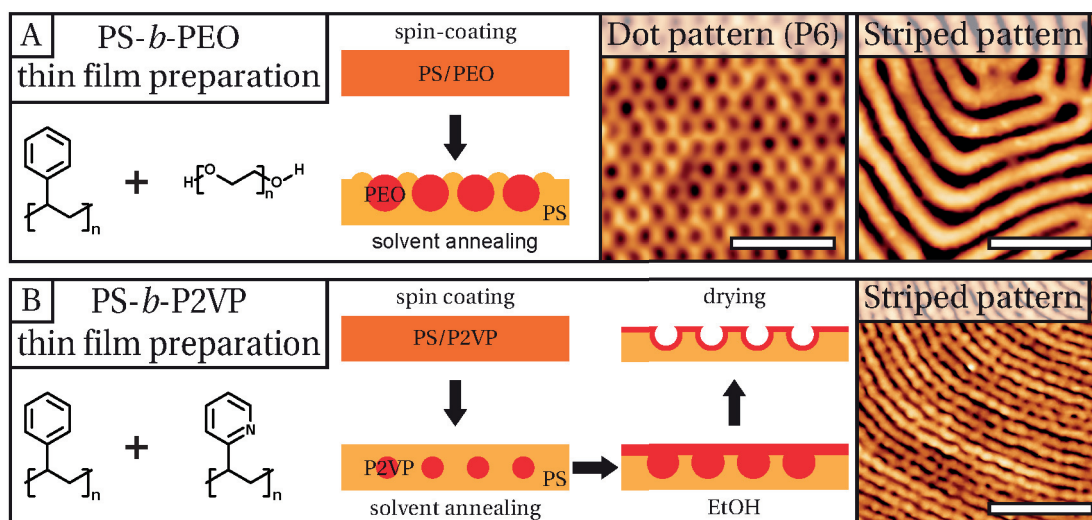 A
PS-b-PEO
thin film preparation
n
+
H
O
n
O
H
spin-coating
PS/PEO
PEO
PS
solvent annealing
Dot pattern (P6)
Striped pattern
B
PS-b-P2VP
thin film preparation
n
+
N
n
spin coating
PS/P2VP
P2VP
PS
solvent annealing
drying
EtOH
Striped pattern